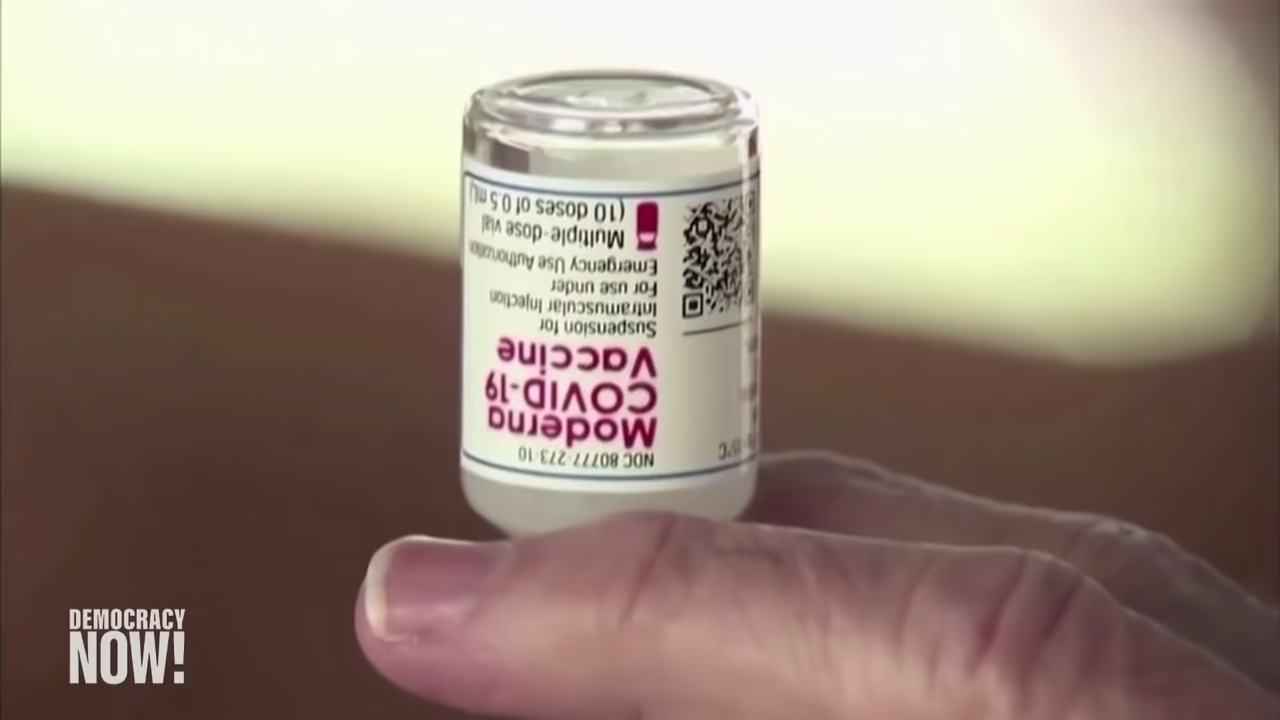 NDC 80777-273-10
Moderna
COVID-19
Vaccine
Suspension for
Intramuscular Injection
For use under
Emergency Use Authorization
Multiple-dose vial
(10 doses of 0.5 mL)
DEMOCRACY
NOW!